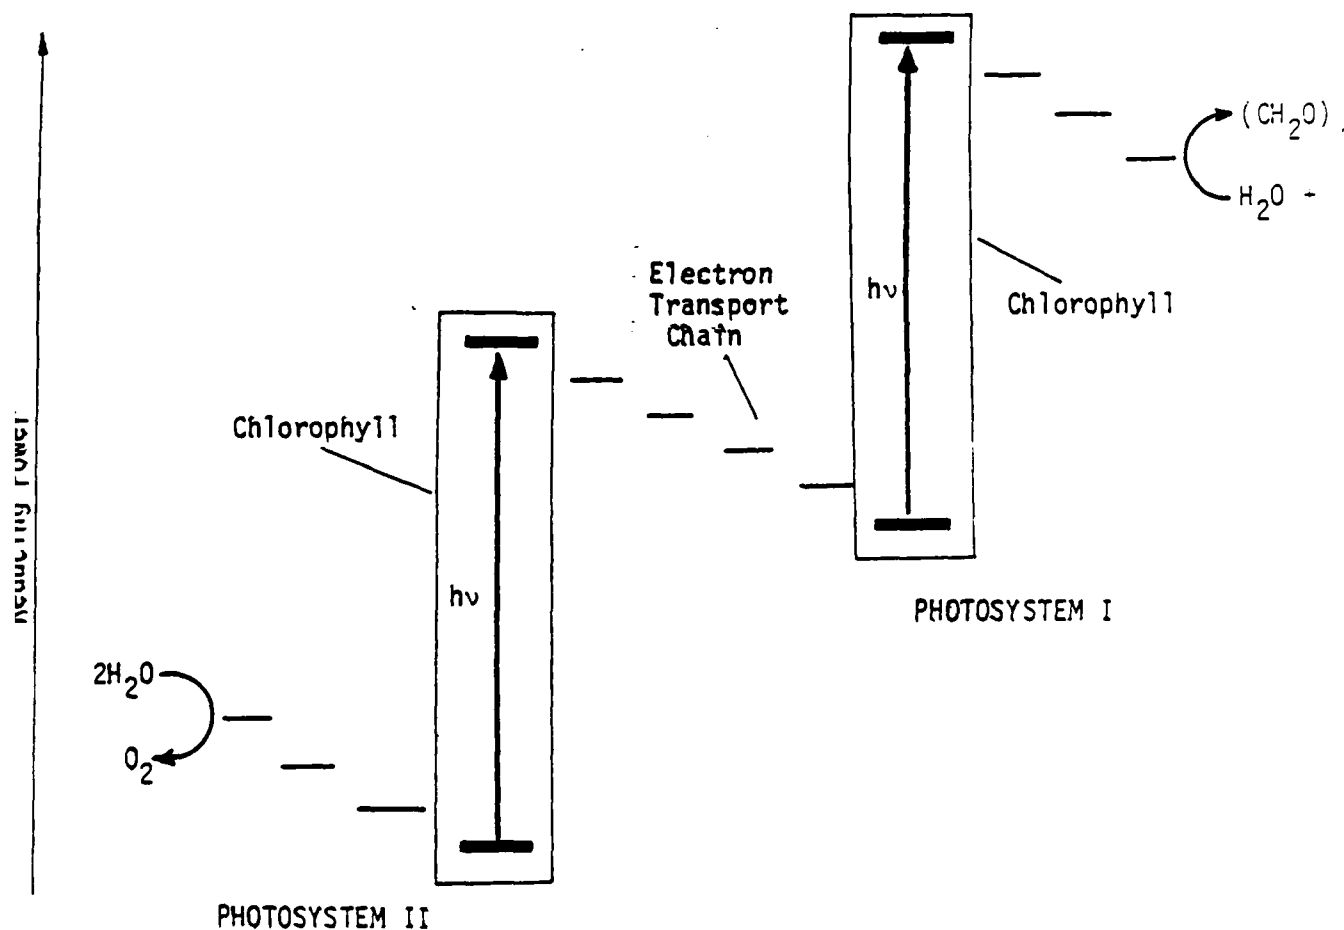 (CH₂O)
H₂O +
Electron
Transport
Chain
hν
Chlorophyll
Chlorophyll
hν
PHOTOSYSTEM I
2H₂O
O₂
PHOTOSYSTEM II